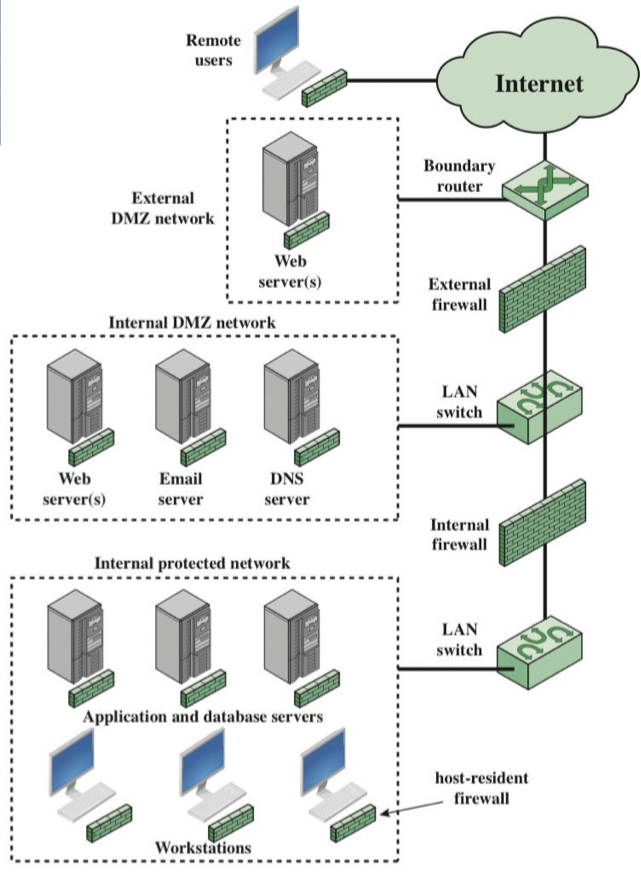 Remote
users
Internet
Boundary
router
External
DMZ network
Web
server(s)
External
firewall
Internal DMZ network
LAN
switch
Web
server(s)
Email
server
DNS
server
Internal
firewall
Internal protected network
LAN
switch
Application and database servers
host-resident
firewall
Workstations